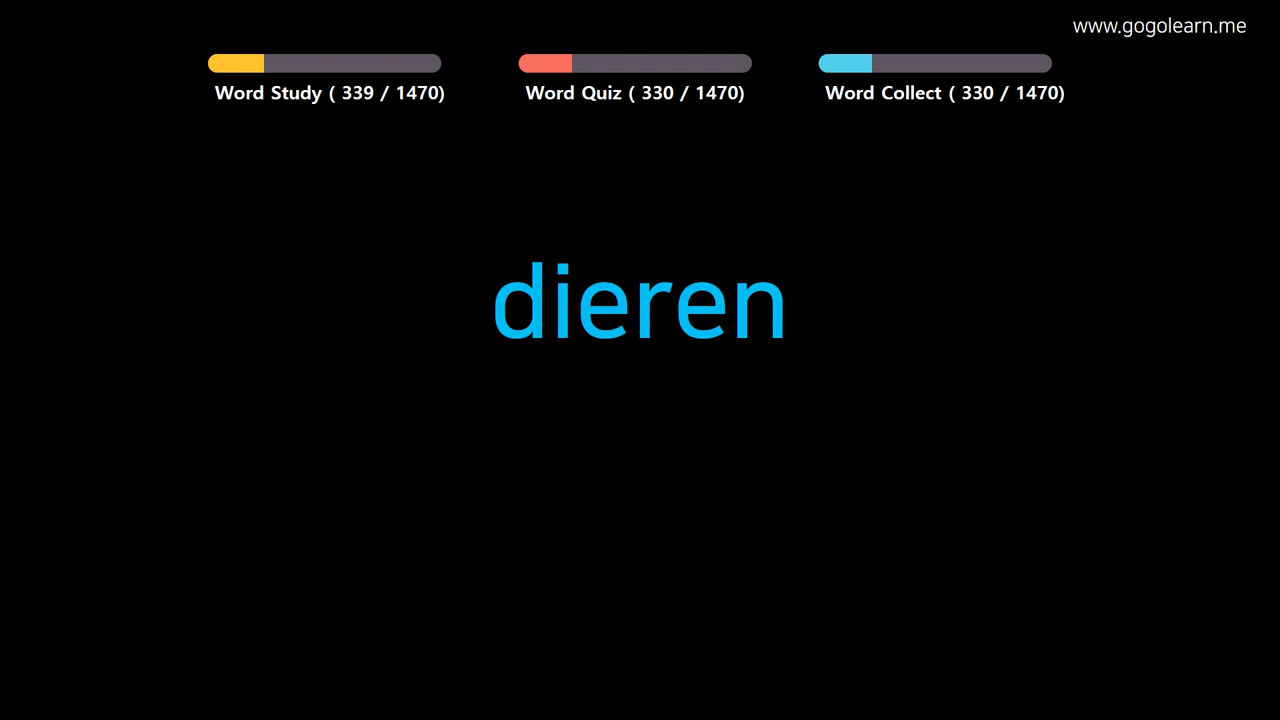 www.gogolearn.me
Word Study ( 339 / 1470)
Word Quiz ( 330 / 1470)
Word Collect ( 330 / 1470)
dieren